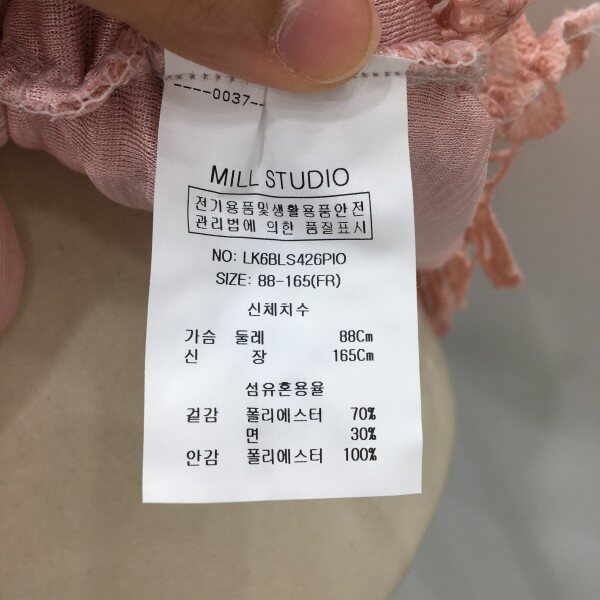 ----0037--
MILL STUDIO
전기용품및생활용품안전
관리법에 의한 품질표시
NO: LK6BLS426PIO
SIZE: 88-165(FR)
신체치수
가슴 둘레 88Cm
신 장 165Cm
섬유혼용율
겉감 폴리에스터 70%
면 30%
안감 폴리에스터 100%